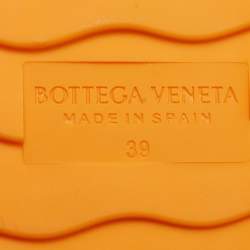 BOTTEGA VENETA
MADE IN SPAIN
39